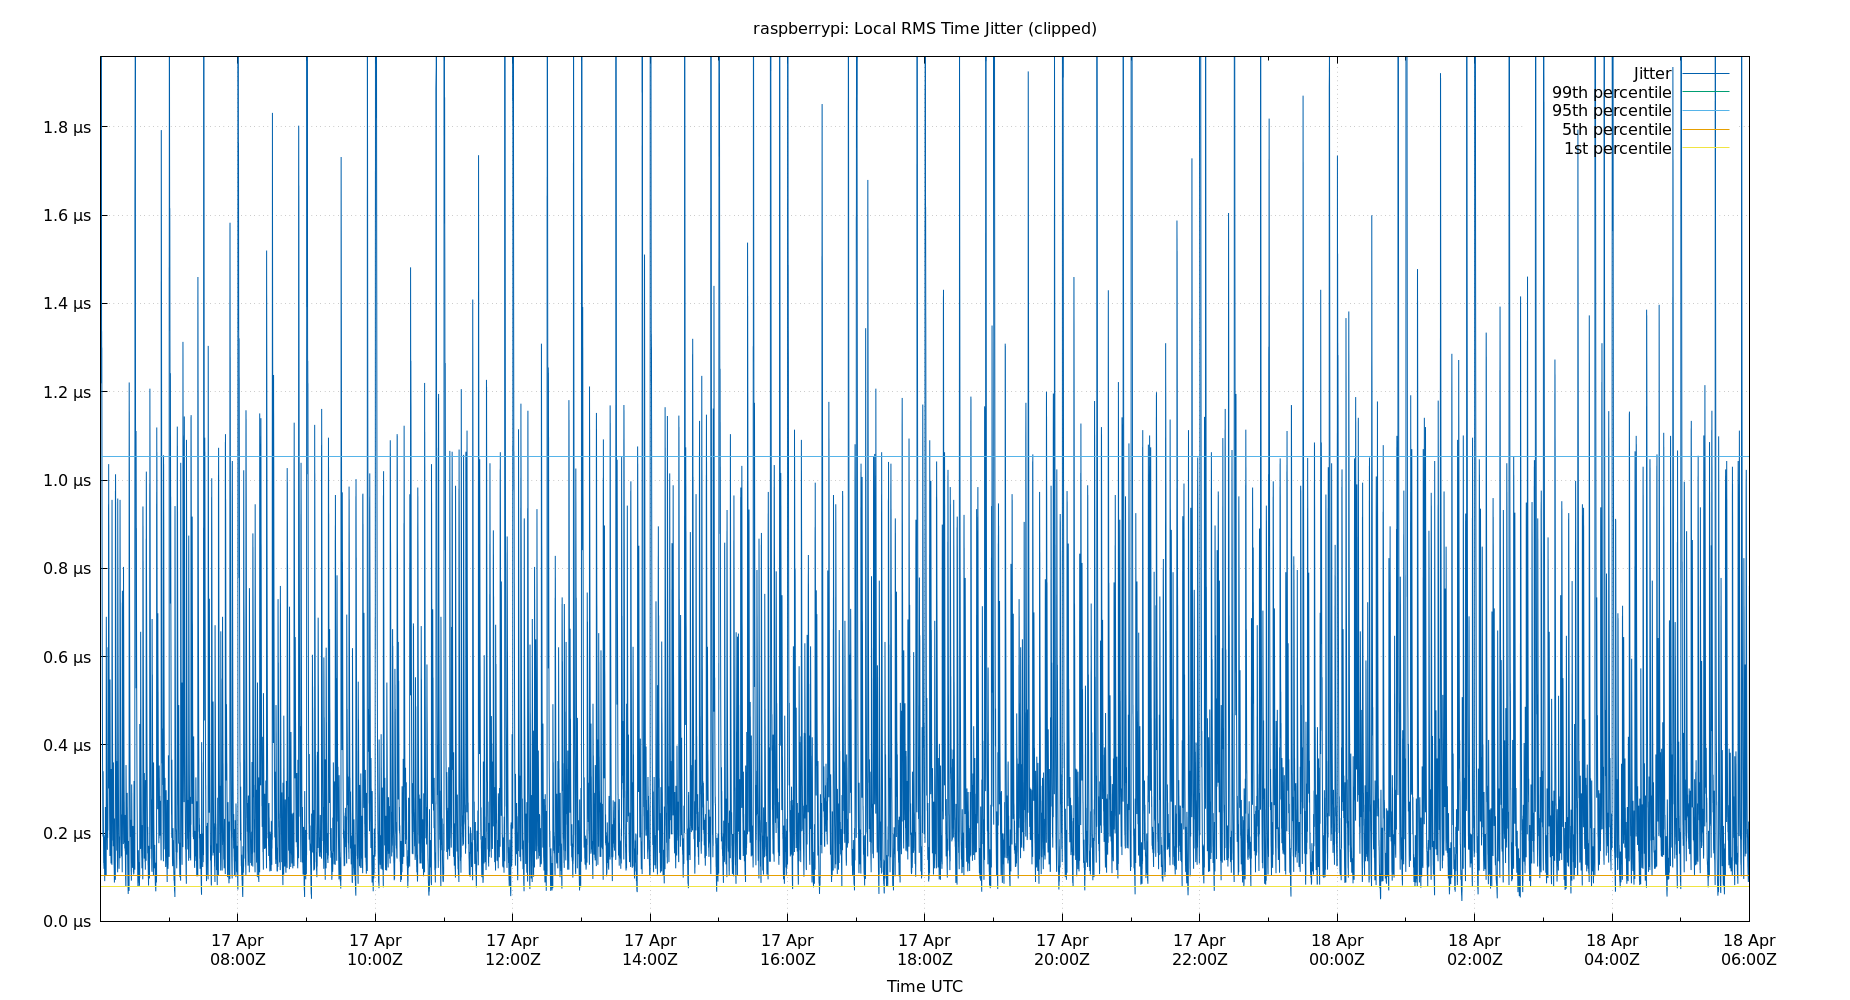 raspberrypi: Local RMS Time Jitter (clipped)
Jitter
99th percentile
95th percentile
5th percentile
1st percentile
1.8 µs
1.6 µs
1.4 µs
1.2 µs
1.0 µs
0.8 µs
0.6 µs
0.4 µs
0.2 µs
0.0 µs
17 Apr 17 Apr 17 Apr 17 Apr 17 Apr 17 Apr 17 Apr 17 Apr 18 Apr 18 Apr 18 Apr 18 Apr
08:00Z 10:00Z 12:00Z 14:00Z 16:00Z 18:00Z 20:00Z 22:00Z 00:00Z 02:00Z 04:00Z 06:00Z
Time UTC